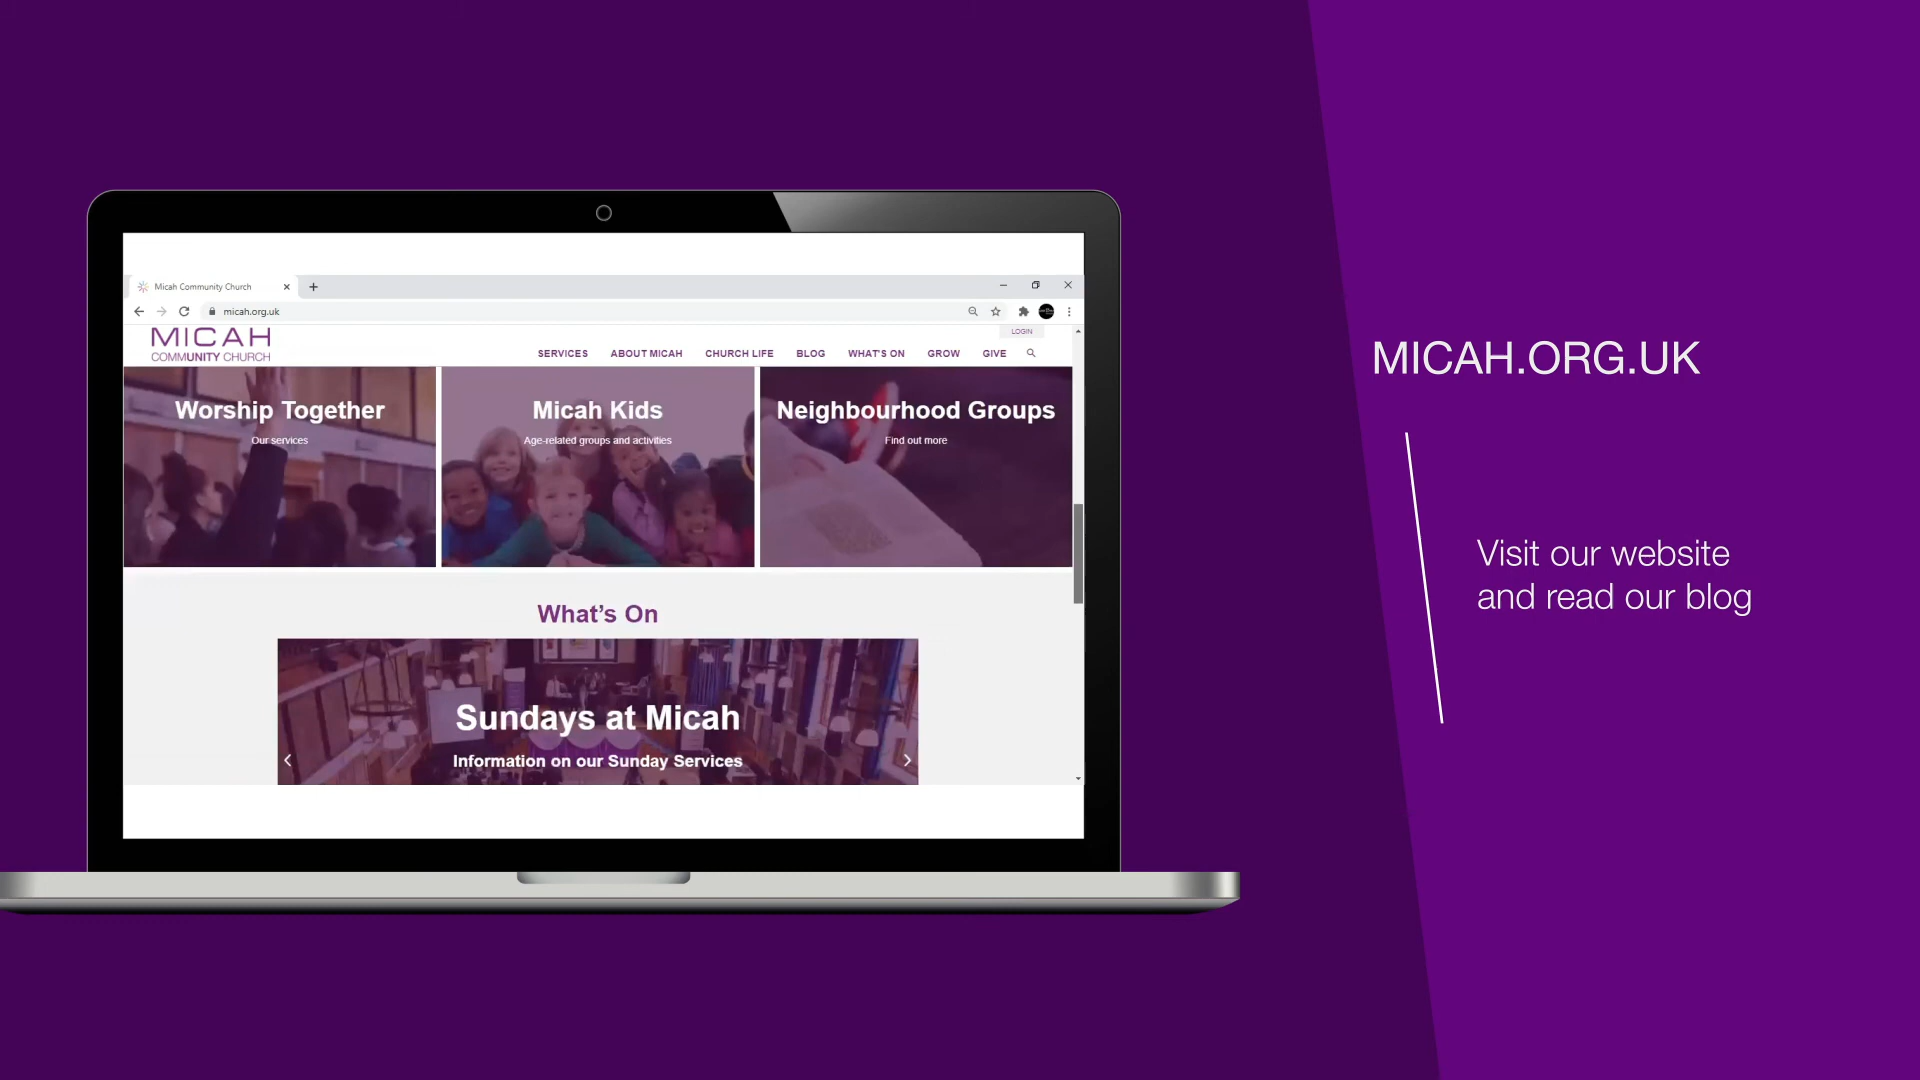 Micah Community Church
micah.org.uk
MICAH
COMMUNITY CHURCH
LOGIN
SERVICES ABOUT MICAH CHURCH LIFE BLOG WHAT'S ON GROW GIVE
Worship Together
Our services
Micah Kids
Age-related groups and activities
Neighbourhood Groups
Find out more
What’s On
Sundays at Micah
Information on our Sunday Services
MICAH.ORG.UK
Visit our website
and read our blog